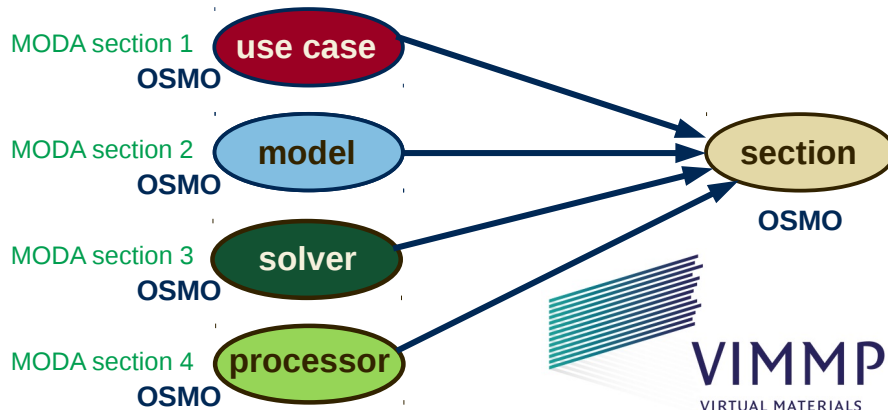 MODA section 1
OSMO
use case
MODA section 2
OSMO
model
section
OSMO
MODA section 3
OSMO
solver
MODA section 4
OSMO
processor
VIMMP
VIRTUAL MATERIALS